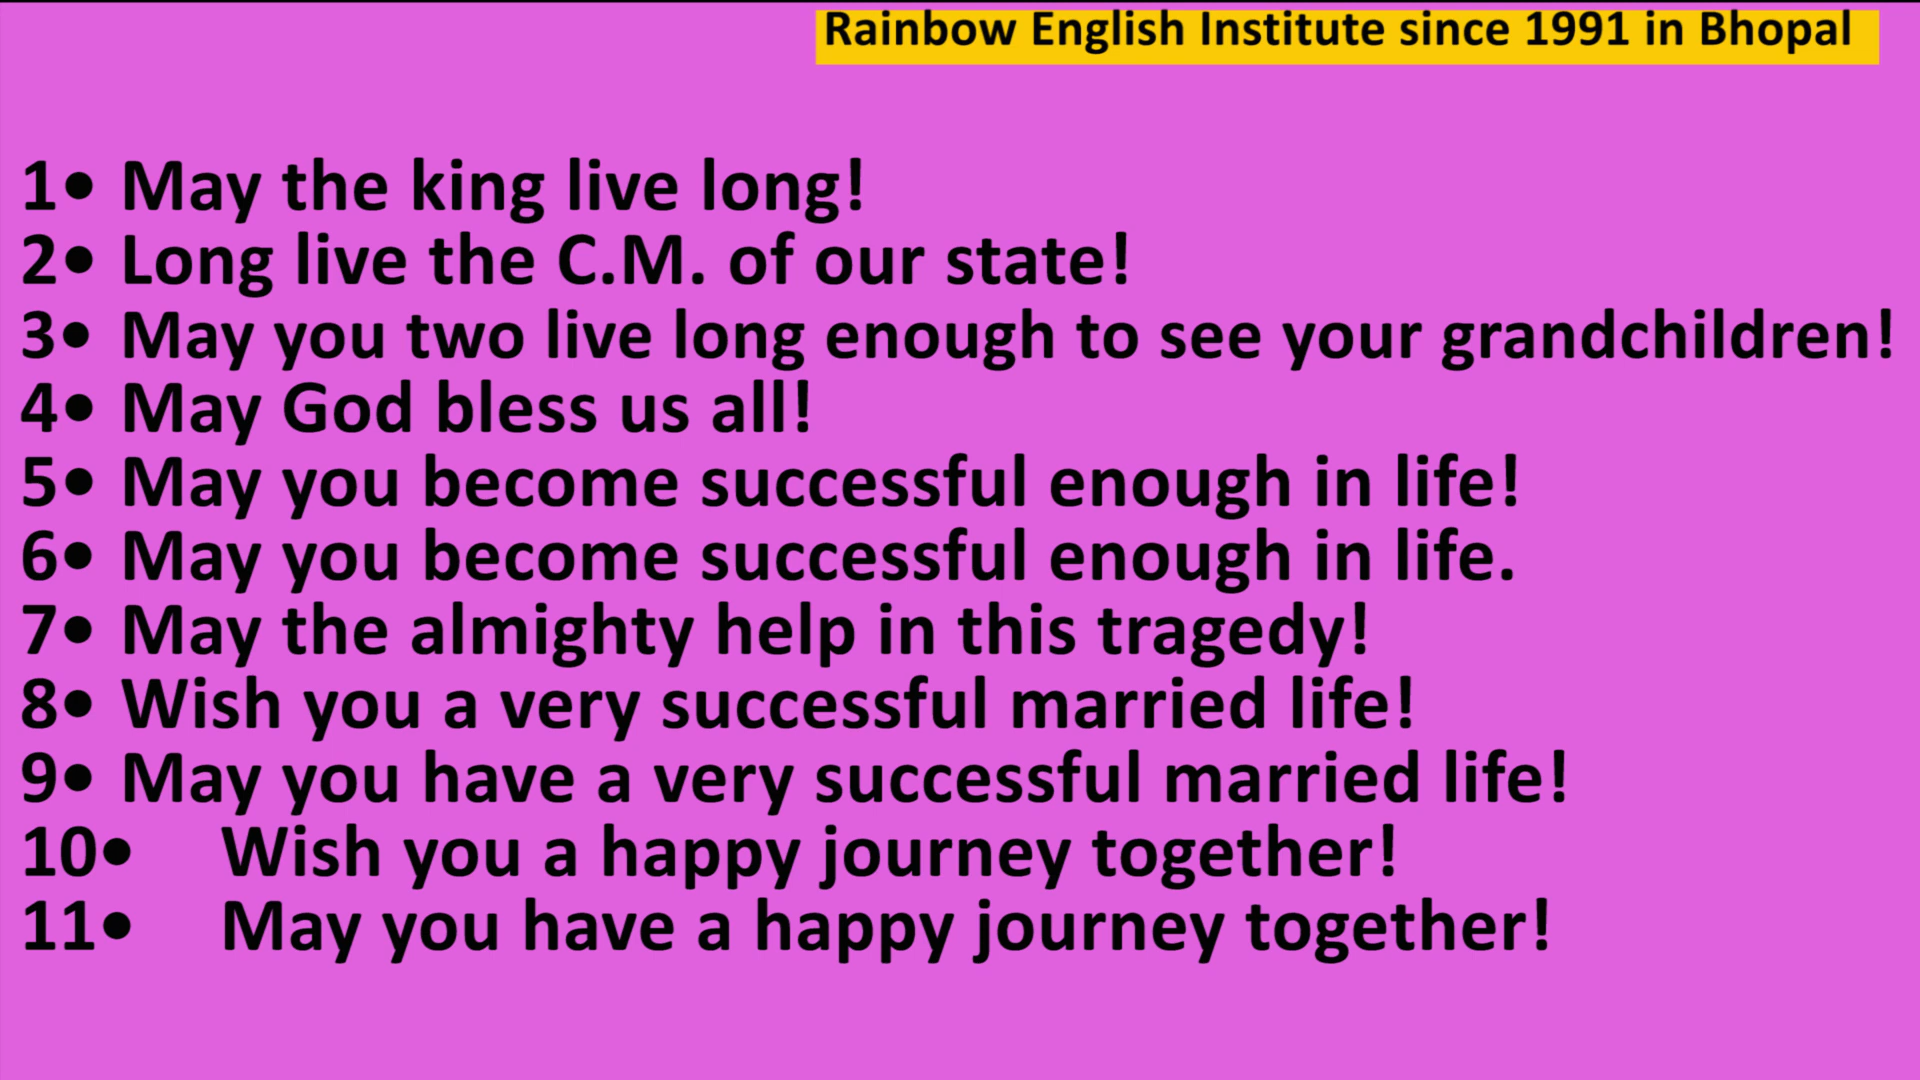 Rainbow English Institute since 1991 in Bhopal
1• May the king live long!
2• Long live the C.M. of our state!
3• May you two live long enough to see your grandchildren!
4• May God bless us all!
5• May you become successful enough in life!
6• May you become successful enough in life.
7• May the almighty help in this tragedy!
8• Wish you a very successful married life!
9• May you have a very successful married life!
10• Wish you a happy journey together!
11• May you have a happy journey together!